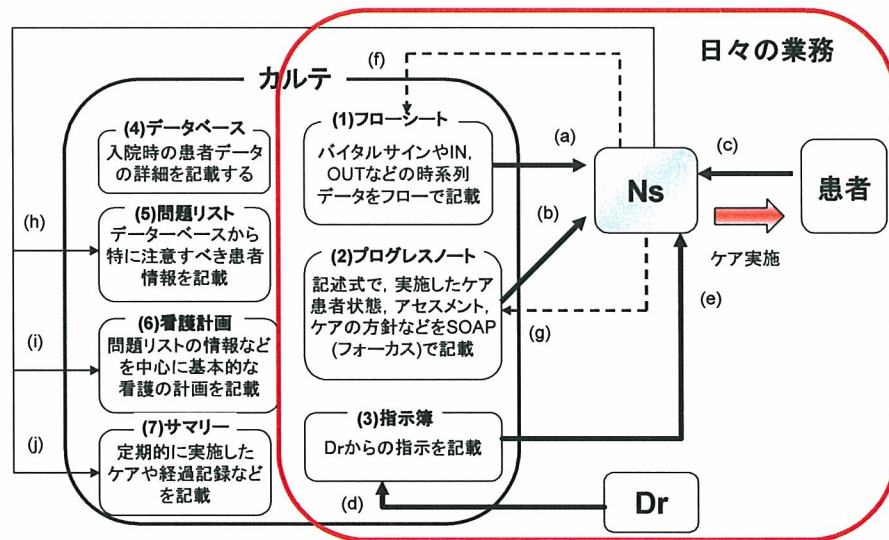 日々の業務
カルテ
(f)
(4)データベース
入院時の患者データ
の詳細を記載する
(1)フローシート
バイタルサインやIN,
OUTなどの時系列
データをフローで記載
(a)
(c)
Ns
患者
(h)
(5)問題リスト
データーベースから
特に注意すべき患者
情報を記載
(b)
ケア実施
(2)プログレスノート
記述式で, 実施したケア
患者状態, アセスメント,
ケアの方針などをSOAP
(フォーカス)で記載
(g)
(e)
(i)
(6)看護計画
問題リストの情報など
を中心に基本的な
看護の計画を記載
(j)
(7)サマリー
定期的に実施した
ケアや経過記録など
を記載
(3)指示簿
Drからの指示を記載
(d)
Dr